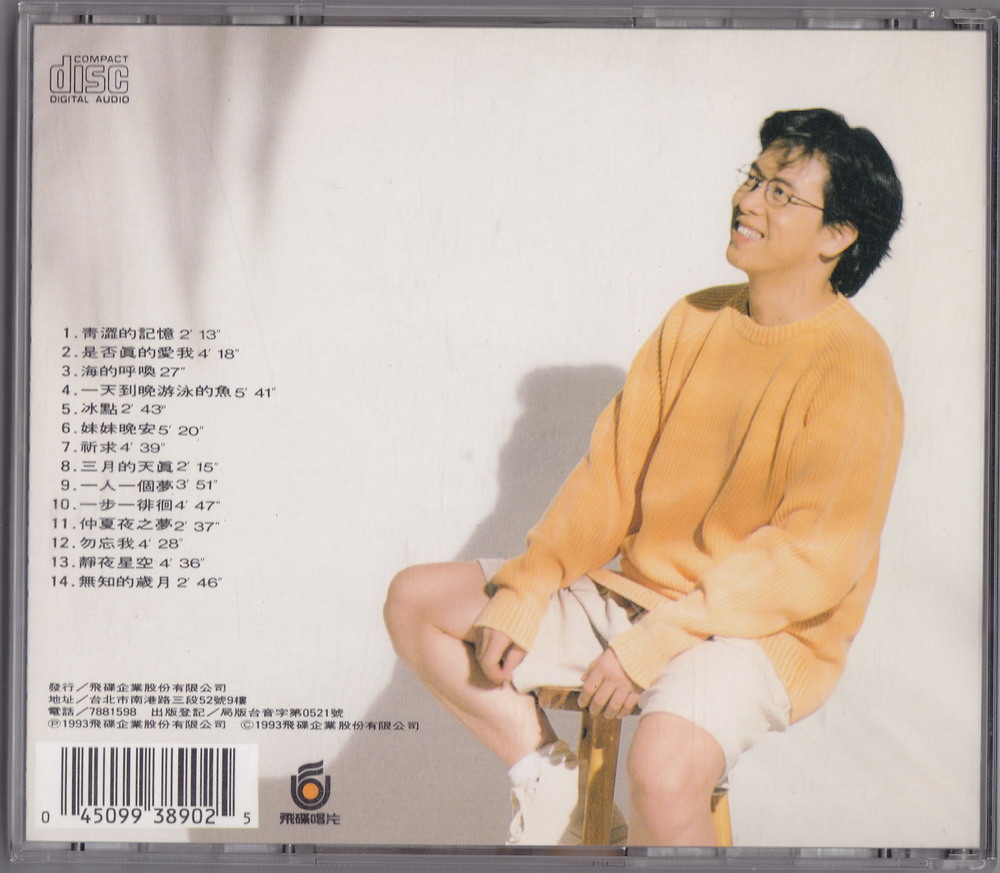 COMPACT
disc
DIGITAL AUDIO
1.青澀的記憶 2' 13"
2.是否眞的愛我 4' 18"
3.海的呼喚 27"
4.一天到晚游泳的魚 5' 41"
5.冰點 2' 43"
6.妹妹晚安 5' 20"
7.祈求 4' 39"
8.三月的天眞 2' 15"
9.一人一個夢 3' 51"
10.一步一徘徊 4' 47"
11.仲夏夜之夢 2' 37"
12.勿忘我 4' 28"
13.靜夜星空 4' 36"
14.無知的歲月 2' 46"
發行／飛碟企業股份有限公司
地址／台北市南港路三段52號9樓
電話／7881598 出版登記／局版台音字第0521號
Ⓟ1993飛碟企業股份有限公司 ©1993飛碟企業股份有限公司
0 45099 38902 5
飛碟唱片